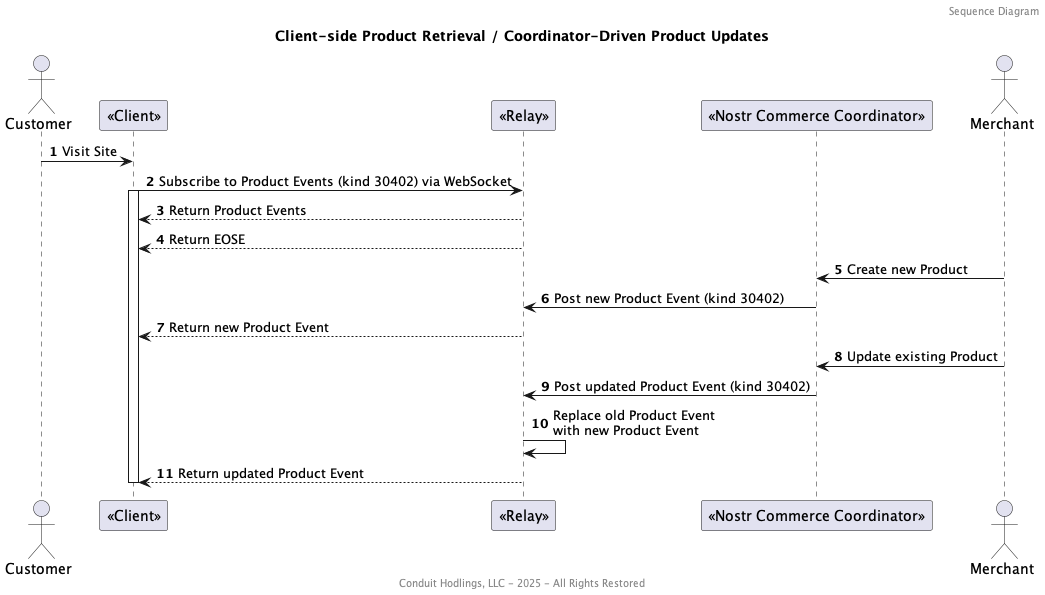 Sequence Diagram
Client-side Product Retrieval / Coordinator-Driven Product Updates
Customer
«Client»
«Relay»
«Nostr Commerce Coordinator»
Merchant
1 Visit Site
2 Subscribe to Product Events (kind 30402) via WebSocket
3 Return Product Events
4 Return EOSE
5 Create new Product
6 Post new Product Event (kind 30402)
7 Return new Product Event
8 Update existing Product
9 Post updated Product Event (kind 30402)
10 Replace old Product Event
with new Product Event
11 Return updated Product Event
Customer
«Client»
«Relay»
«Nostr Commerce Coordinator»
Merchant
Conduit Hodlings, LLC - 2025 - All Rights Restored